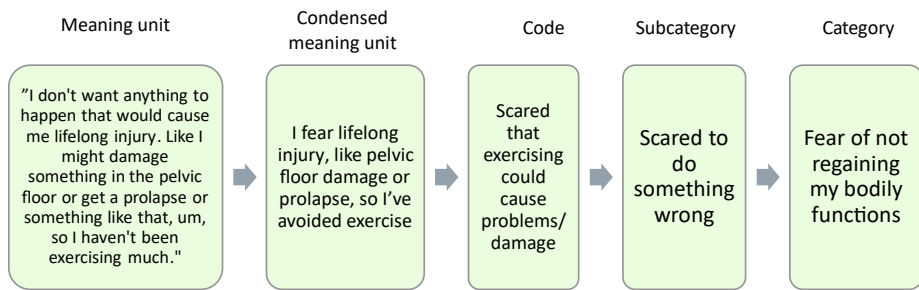 Meaning unit
Condensed
meaning unit
Code
Subcategory
Category
”I don't want anything to
happen that would cause
me lifelong injury. Like I
might damage
something in the pelvic
floor or get a prolapse or
something like that, um,
so I haven't been
exercising much."
I fear lifelong
injury, like pelvic
floor damage or
prolapse, so I’ve
avoided exercise
Scared
that
exercising
could
cause
problems/
damage
Scared to
do
something
wrong
Fear of not
regaining
my bodily
functions